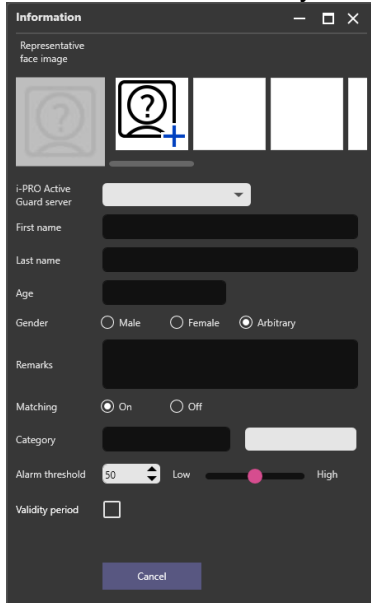 Information
Representative
face image
i-PRO Active
Guard server
First name
Last name
Age
Gender Male Female Arbitrary
Remarks
Matching On Off
Category
Alarm threshold 50 Low High
Validity period
Cancel